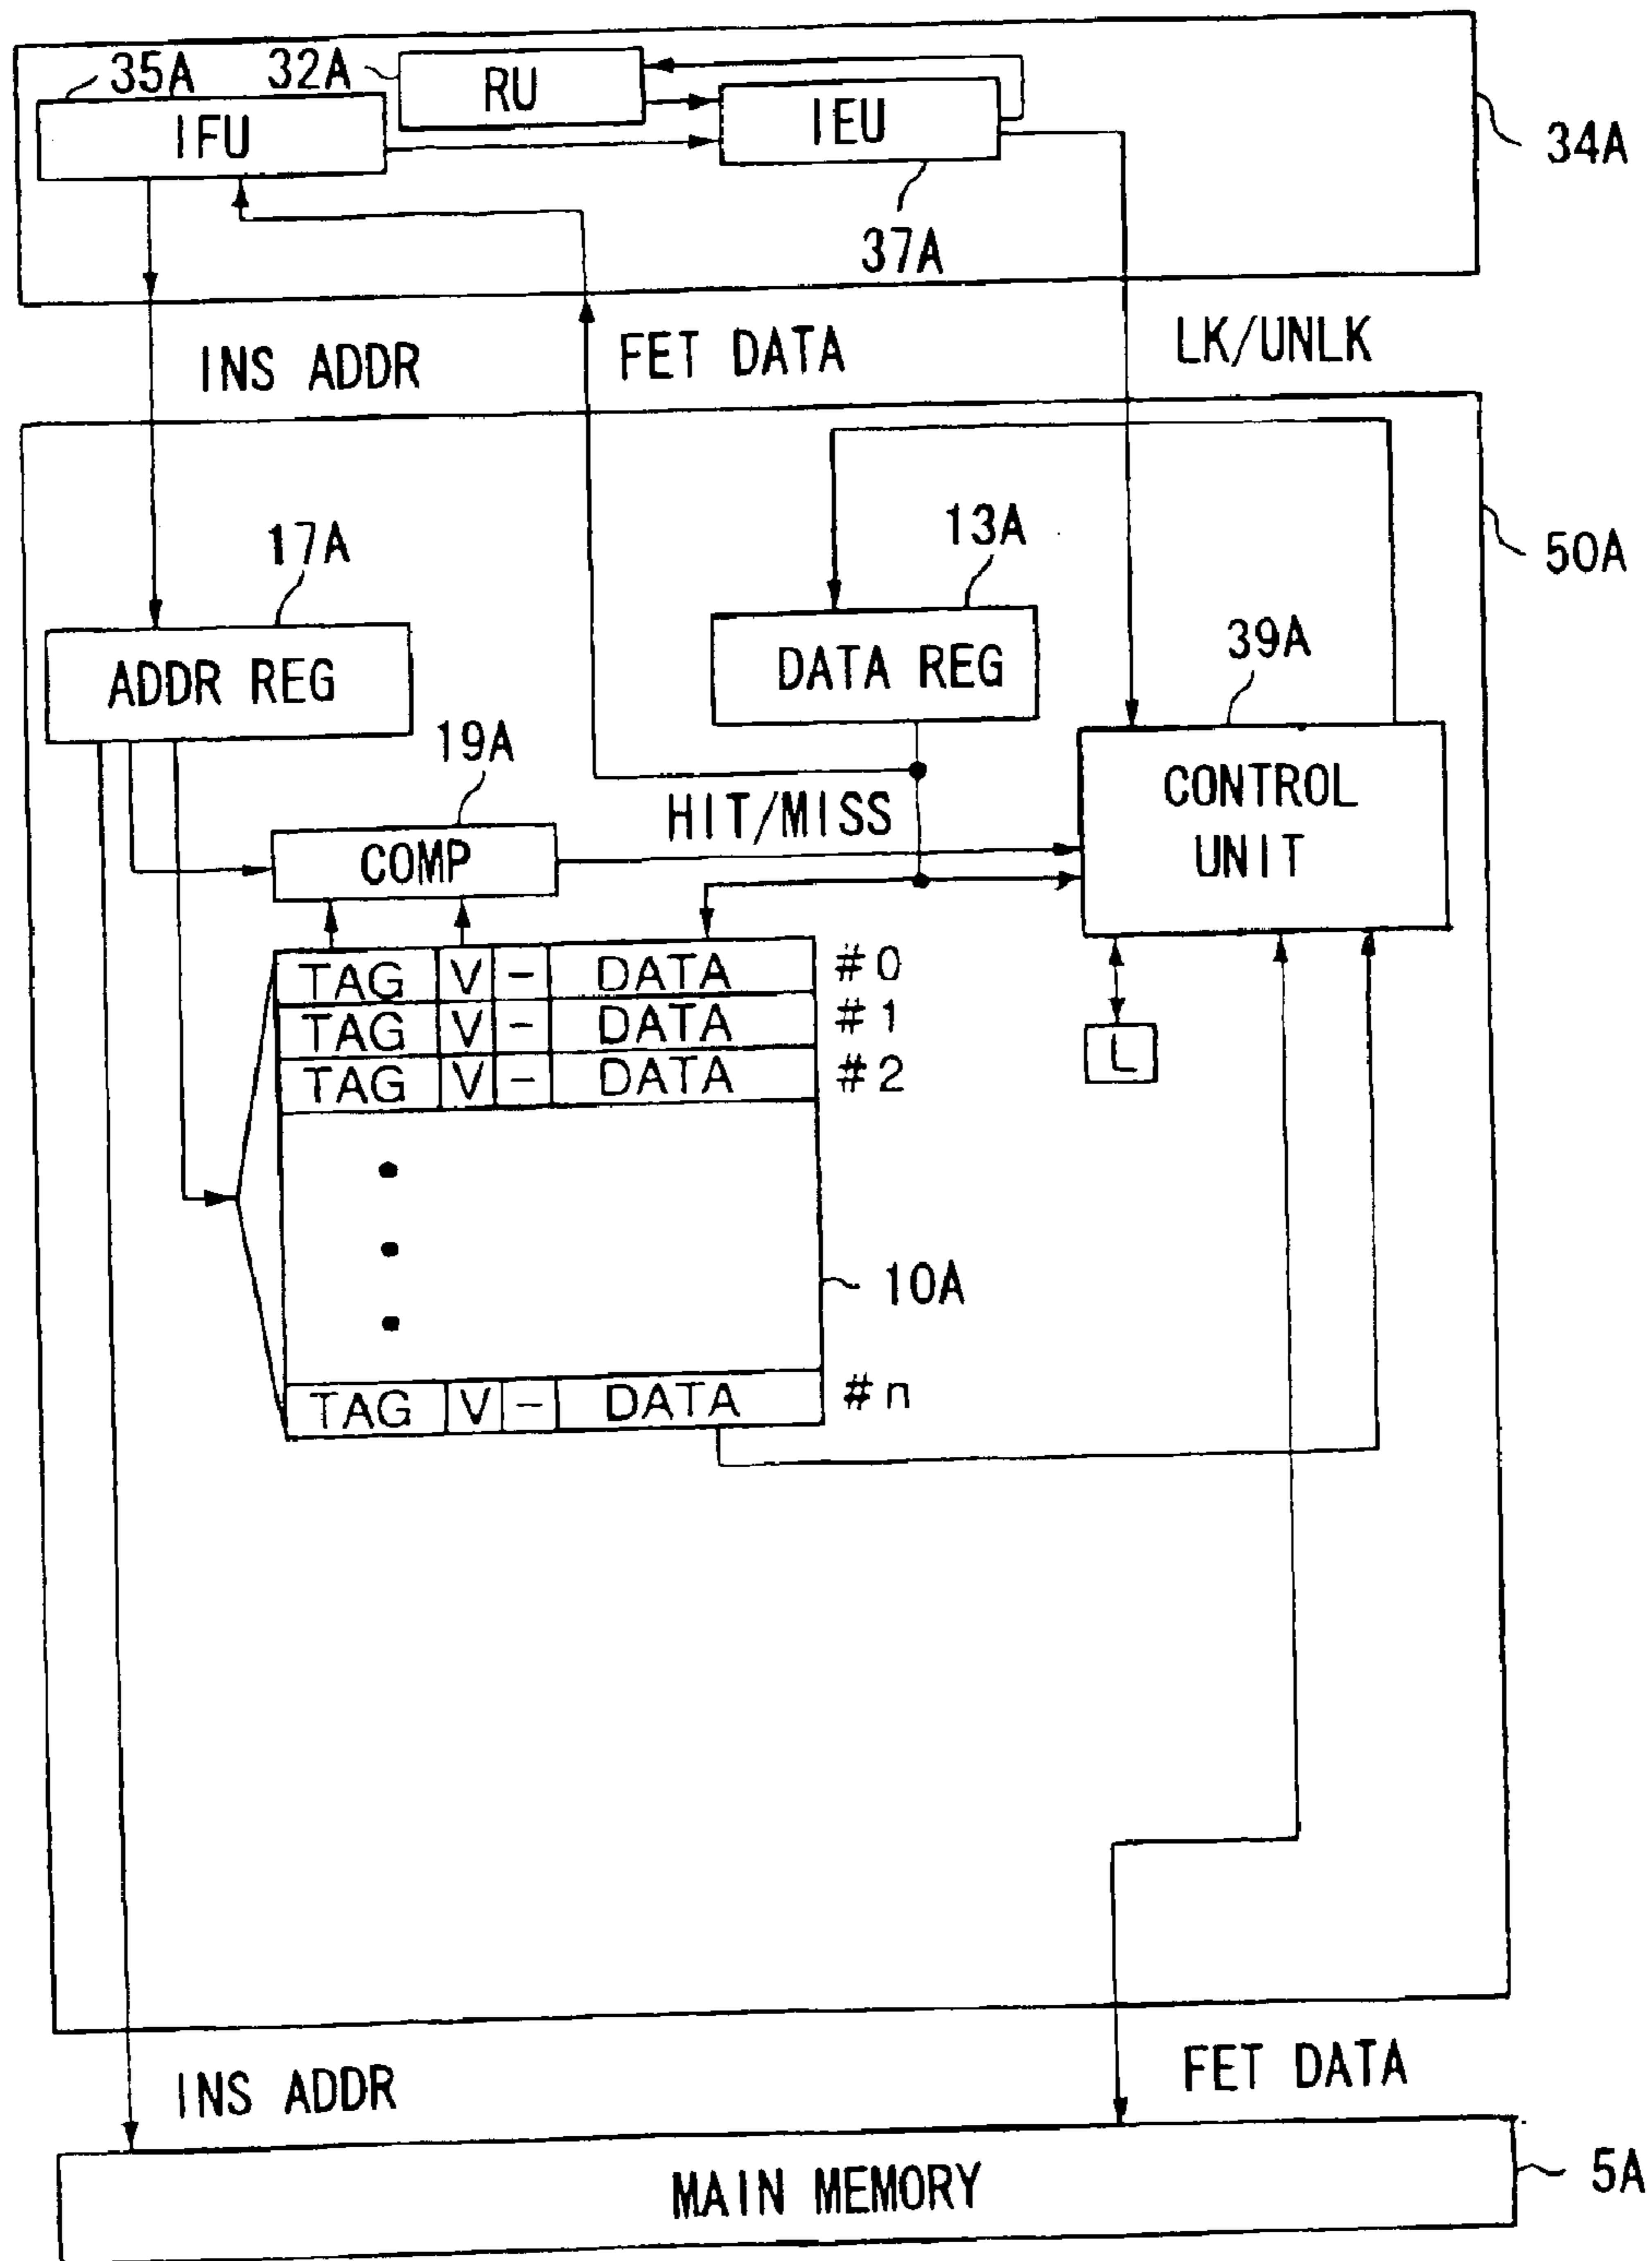 35A
32A
RU
IFU
IEU
34A
37A
INS ADDR
FET DATA
LK/UNLK
17A
13A
50A
ADDR REG
DATA REG
39A
19A
HIT/MISS
CONTROL
UNIT
COMP
TAG V - DATA #0
TAG V - DATA #1
TAG V - DATA #2
L
10A
TAG V - DATA #n
INS ADDR
FET DATA
MAIN MEMORY
5A